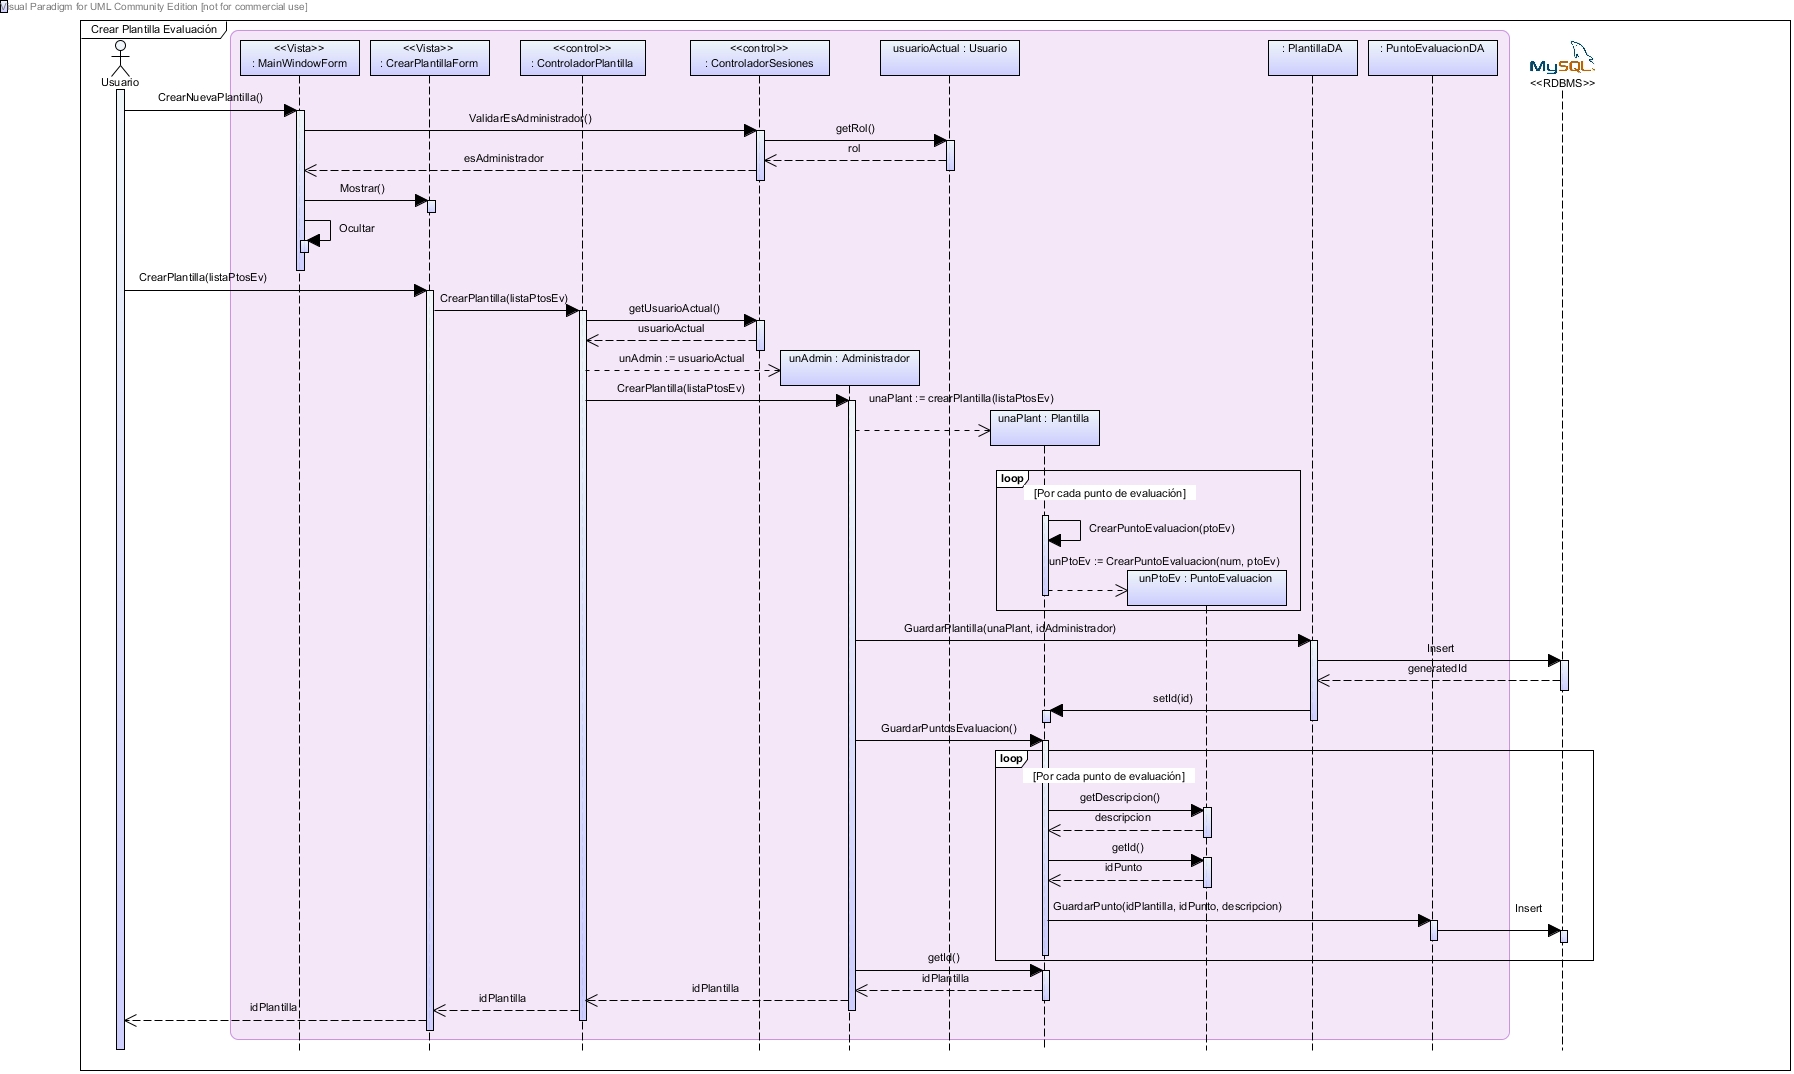 Visual Paradigm for UML Community Edition [not for commercial use]
Crear Plantilla Evaluación
Usuario
<<Vista>>
: MainWindowForm
<<Vista>>
: CrearPlantillaForm
<<control>>
: ControladorPlantilla
<<control>>
: ControladorSesiones
usuarioActual : Usuario
: PlantillaDA
: PuntoEvaluacionDA
MySQL
<<RDBMS>>
CrearNuevaPlantilla()
ValidarEsAdministrador()
getRol()
rol
esAdministrador
Mostrar()
Ocultar
CrearPlantilla(listaPtosEv)
CrearPlantilla(listaPtosEv)
getUsuarioActual()
usuarioActual
unAdmin := usuarioActual
unAdmin : Administrador
CrearPlantilla(listaPtosEv)
unaPlant := crearPlantilla(listaPtosEv)
unaPlant : Plantilla
loop
[Por cada punto de evaluación]
CrearPuntoEvaluacion(ptoEv)
unPtoEv := CrearPuntoEvaluacion(num, ptoEv)
unPtoEv : PuntoEvaluacion
GuardarPlantilla(unaPlant, idAdministrador)
Insert
generatedId
setId(id)
GuardarPuntosEvaluacion()
loop
[Por cada punto de evaluación]
getDescripcion()
descripcion
getId()
idPunto
GuardarPunto(idPlantilla, idPunto, descripcion)
Insert
getId()
idPlantilla
idPlantilla
idPlantilla
idPlantilla